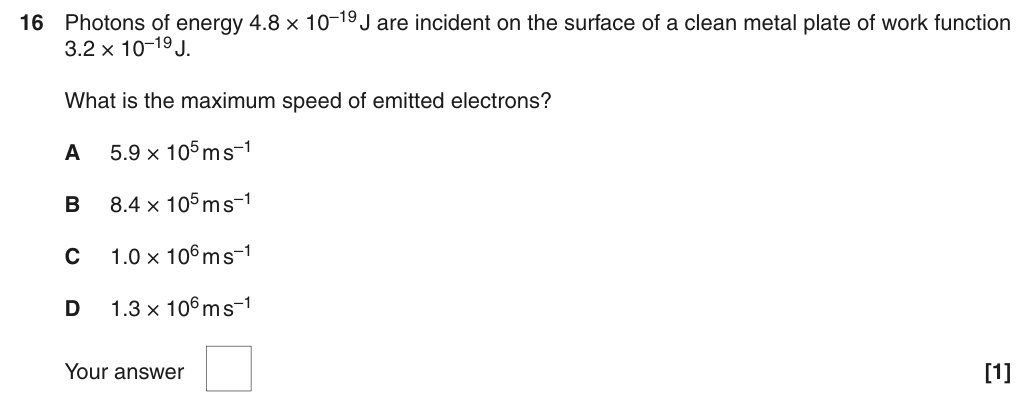 16 Photons of energy 4.8 × 10⁻¹⁹ J are incident on the surface of a clean metal plate of work function
3.2 × 10⁻¹⁹ J.
What is the maximum speed of emitted electrons?
A 5.9 × 10⁵ m s⁻¹
B 8.4 × 10⁵ m s⁻¹
C 1.0 × 10⁶ m s⁻¹
D 1.3 × 10⁶ m s⁻¹
Your answer [1]